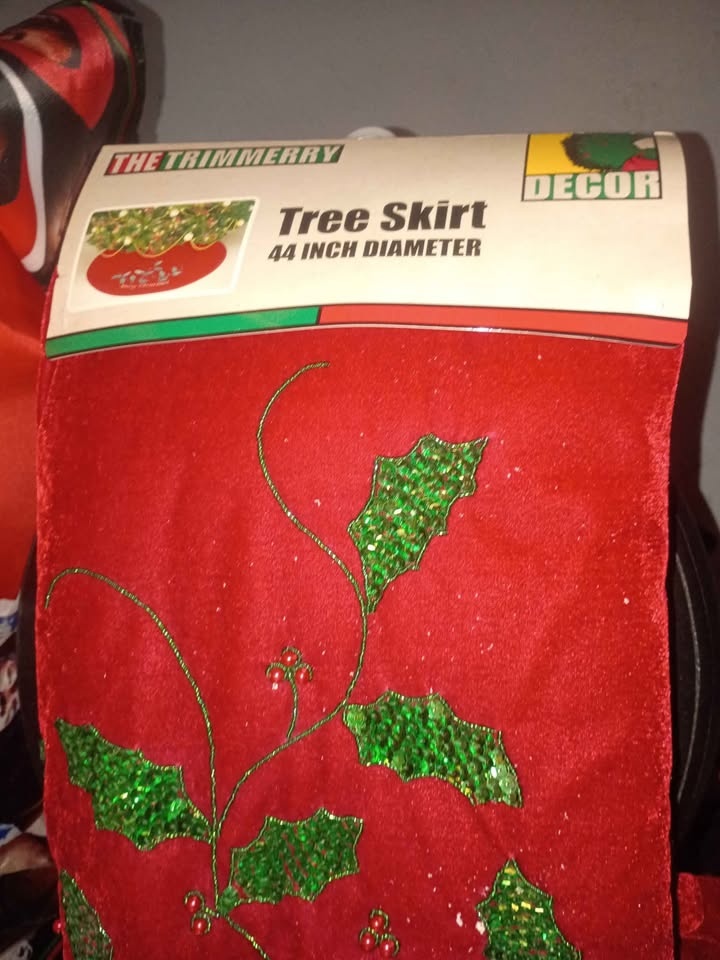 THE TRIMMERRY
DECOR
Tree Skirt
44 INCH DIAMETER